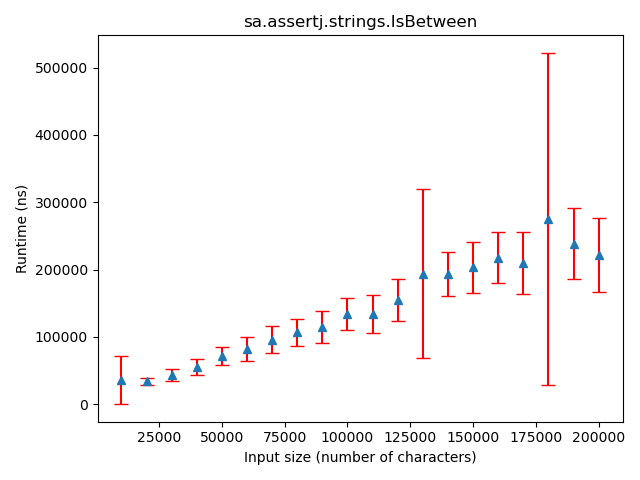 sa.assertj.strings.IsBetween
500000
400000
300000
200000
100000
0
Runtime (ns)
25000 50000 75000 100000 125000 150000 175000 200000
Input size (number of characters)